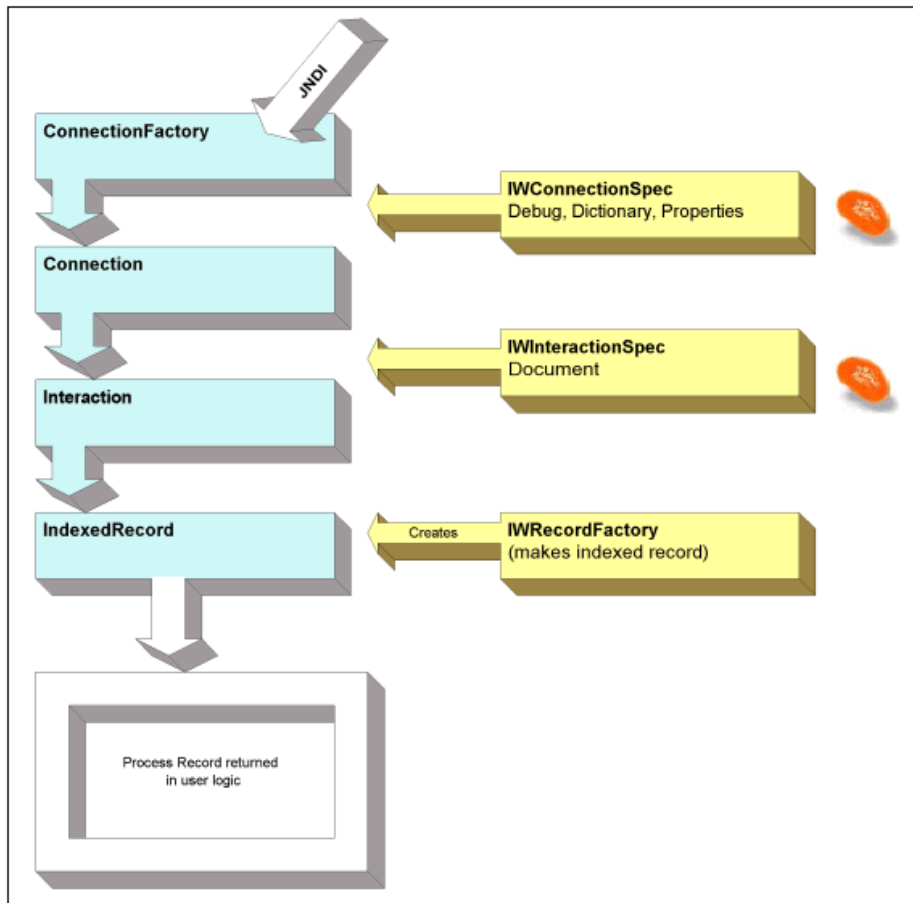 JNDI
ConnectionFactory
IWConnectionSpec
Debug, Dictionary, Properties
Connection
IWInteractionSpec
Document
Interaction
IndexedRecord
Creates
IWRecordFactory
(makes indexed record)
Process Record returned
in user logic